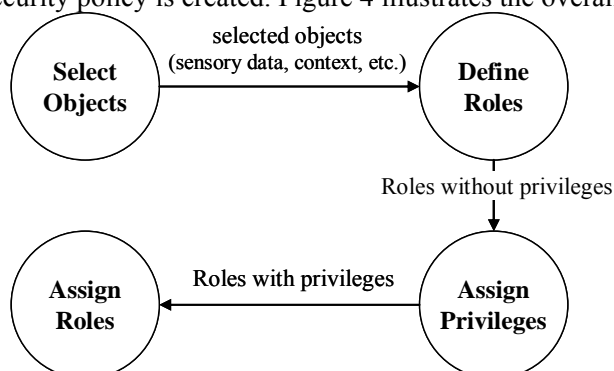 ecurity policy is created. Figure 4 illustrates the overal
selected objects
(sensory data, context, etc.)
Select
Objects
Define
Roles
Roles without privileges
Roles with privileges
Assign
Roles
Assign
Privileges